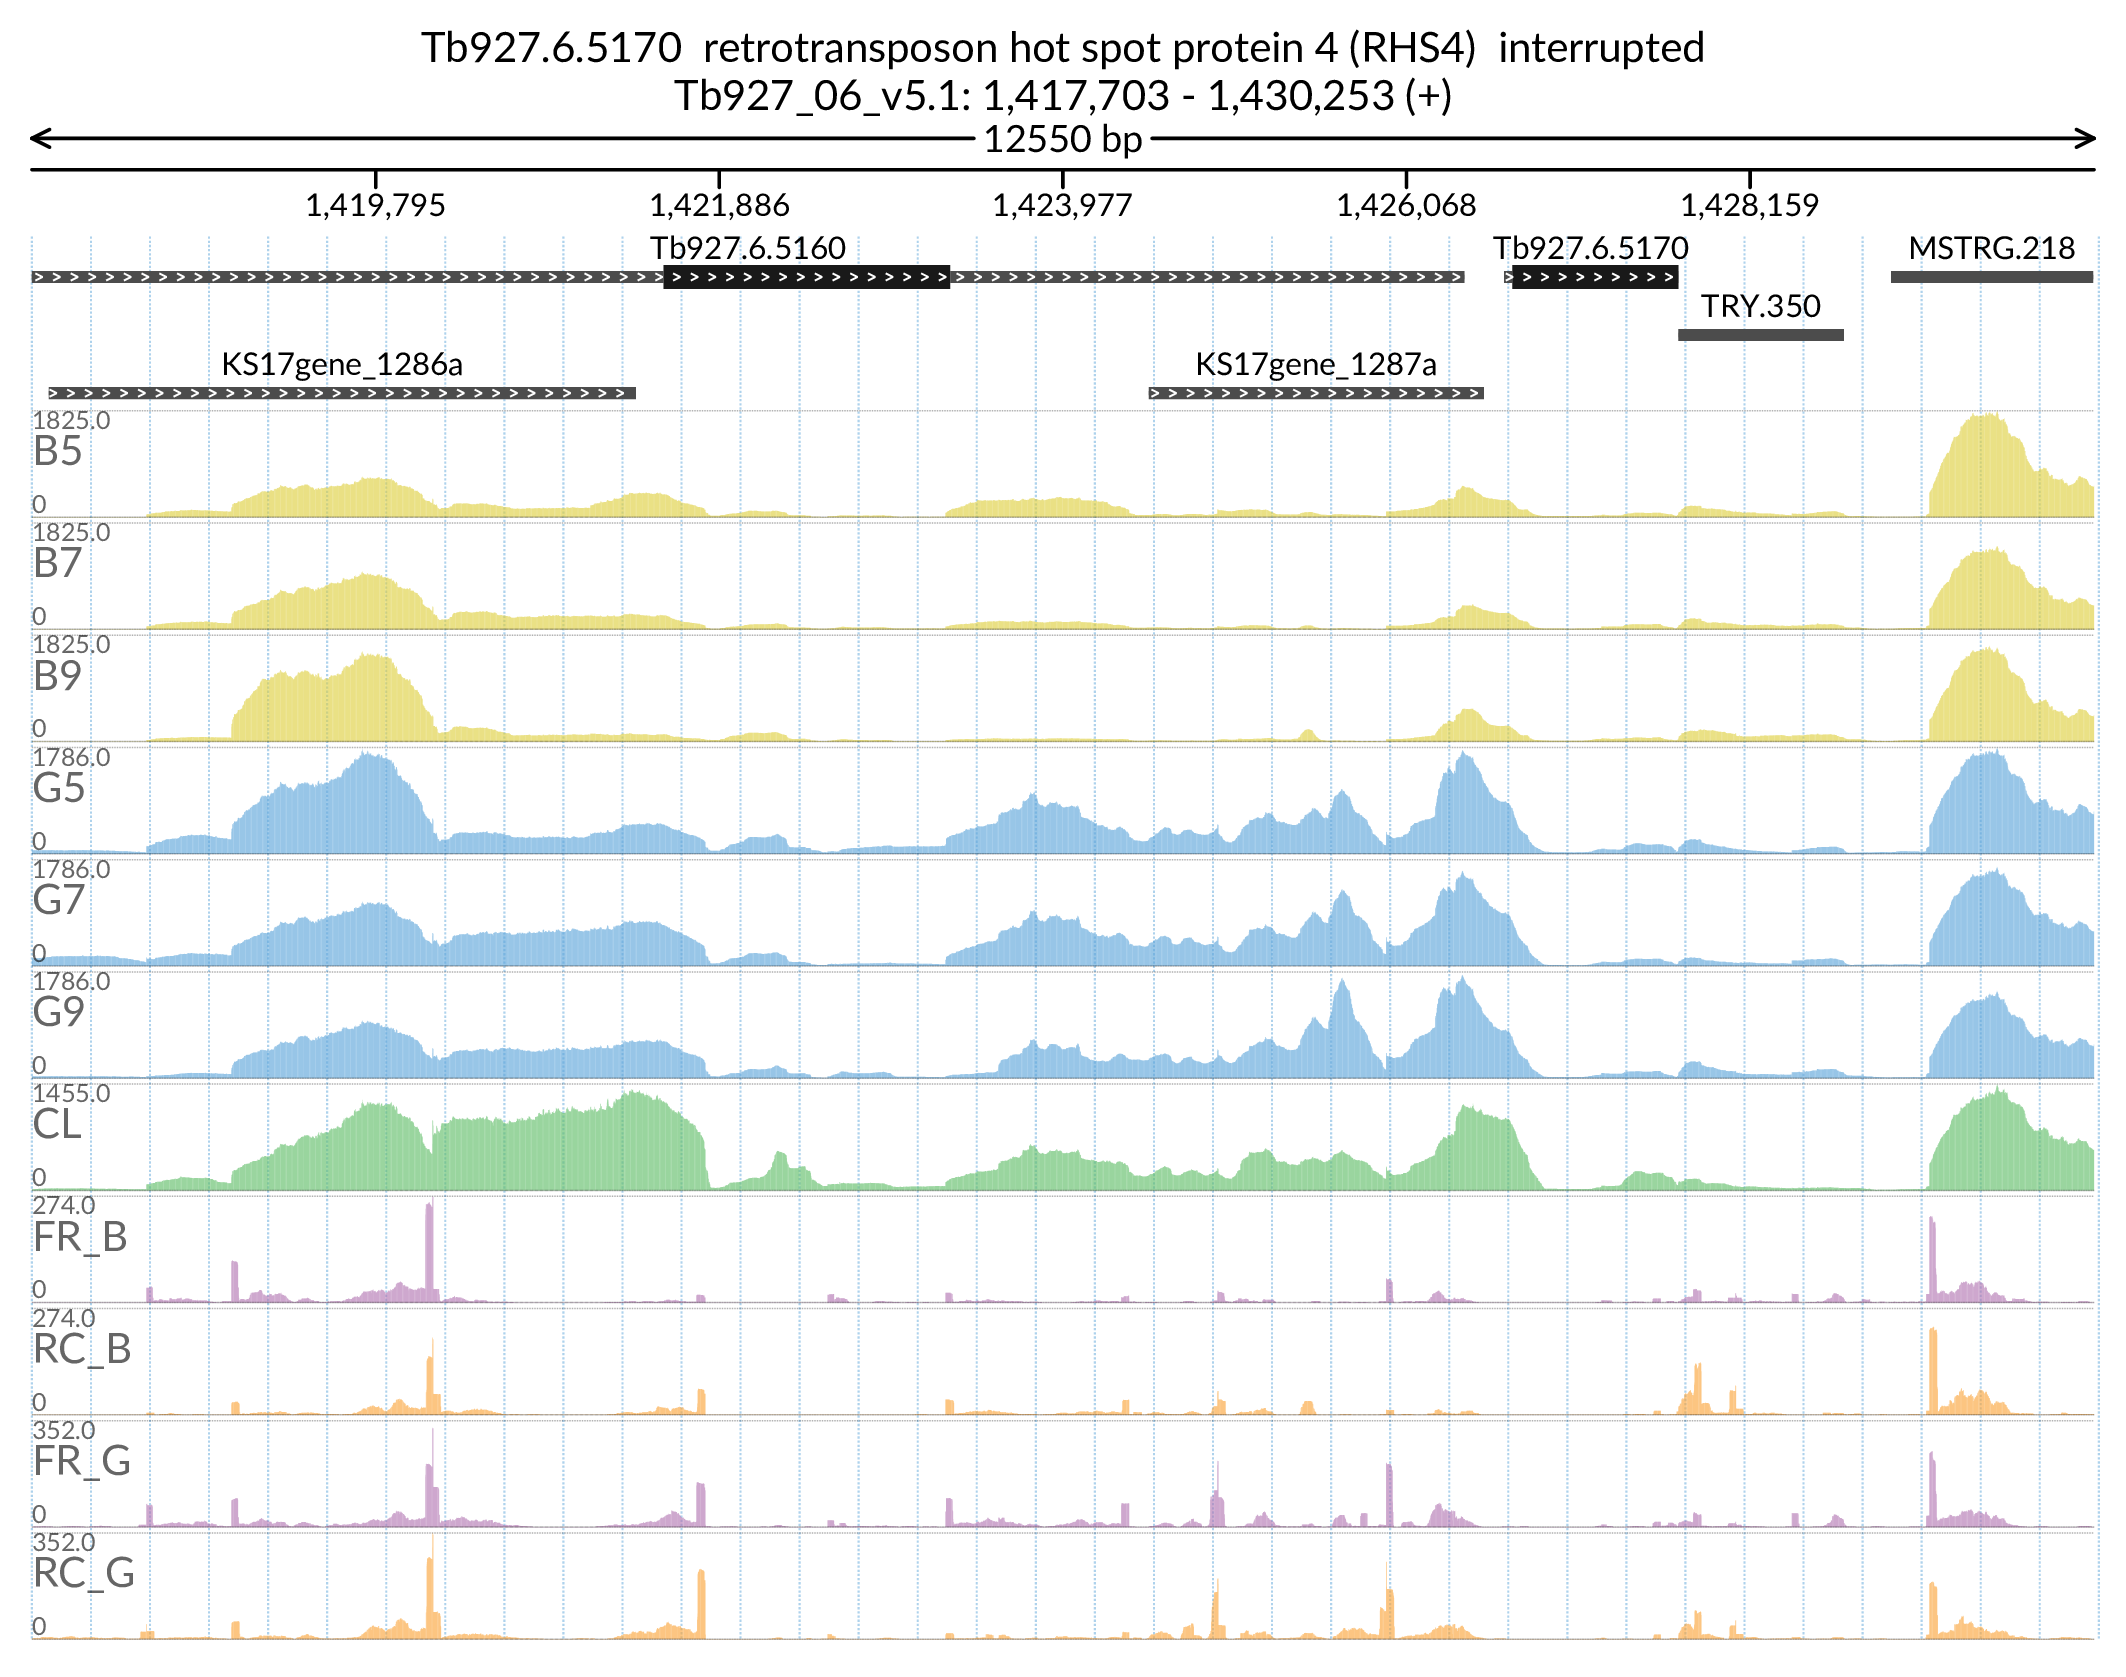 Tb927.6.5170  retrotransposon hot spot protein 4 (RHS4)  interrupted
Tb927_06_v5.1: 1,417,703 - 1,430,253 (+)
12550 bp
1,419,795 1,421,886 1,423,977 1,426,068 1,428,159
Tb927.6.5160 Tb927.6.5170 MSTRG.218
TRY.350
KS17gene_1286a KS17gene_1287a
1825.0
B5
0
1825.0
B7
0
1825.0
B9
0
1786.0
G5
0
1786.0
G7
0
1786.0
G9
0
1455.0
CL
0
274.0
FR_B
0
274.0
RC_B
0
352.0
FR_G
0
352.0
RC_G
0